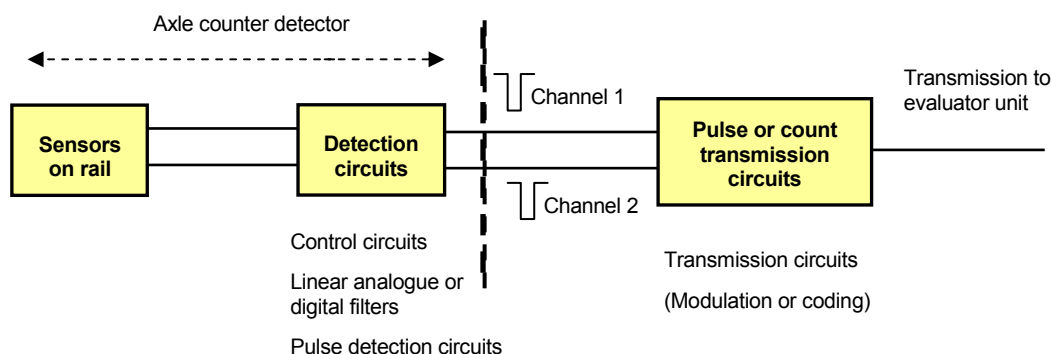 Axle counter detector
Channel 1
Transmission to
evaluator unit
Sensors
on rail
Detection
circuits
Pulse or count
transmission
circuits
Channel 2
Control circuits
Linear analogue or
digital filters
Pulse detection circuits
Transmission circuits
(Modulation or coding)